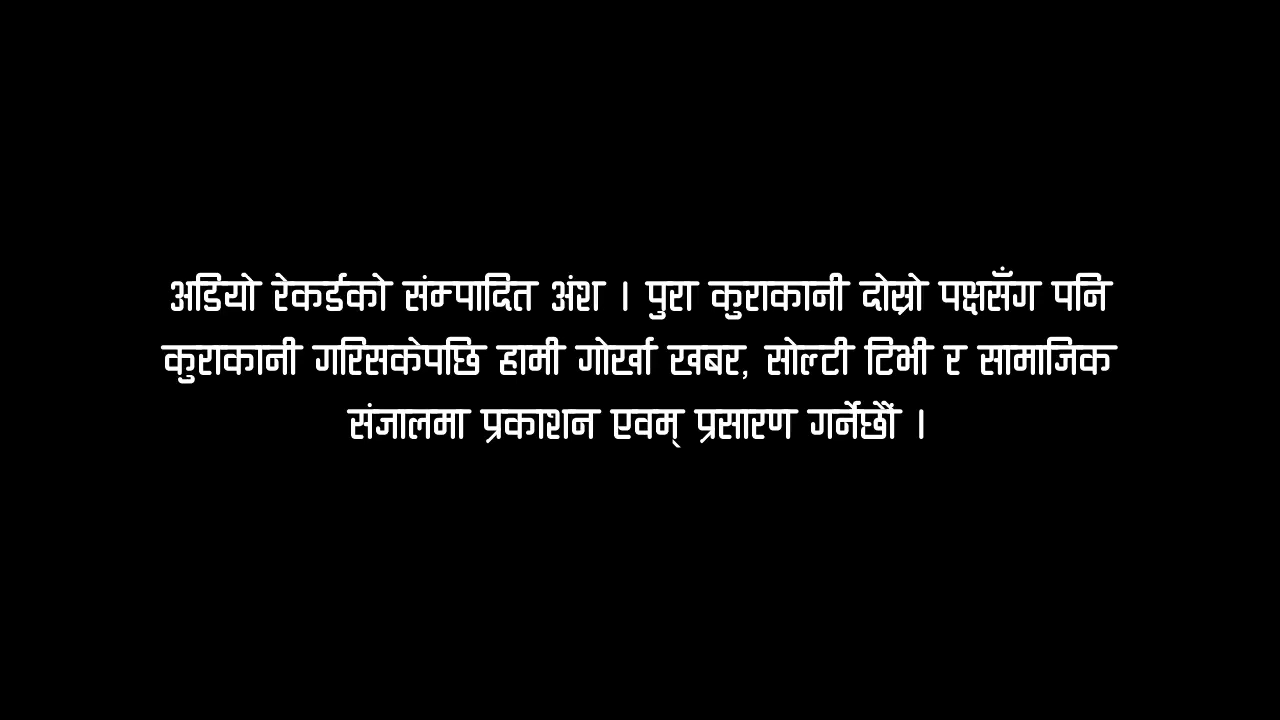 अडियो रेकर्डको संम्पादित अंश । पुरा कुराकानी दोस्रो पक्षसँग पनि
कुराकानी गरिसकेपछि हामी गोर्खा खबर, सोल्टी टिभी र सामाजिक
संजालमा प्रकाशन एवम् प्रसारण गर्नेछौं ।